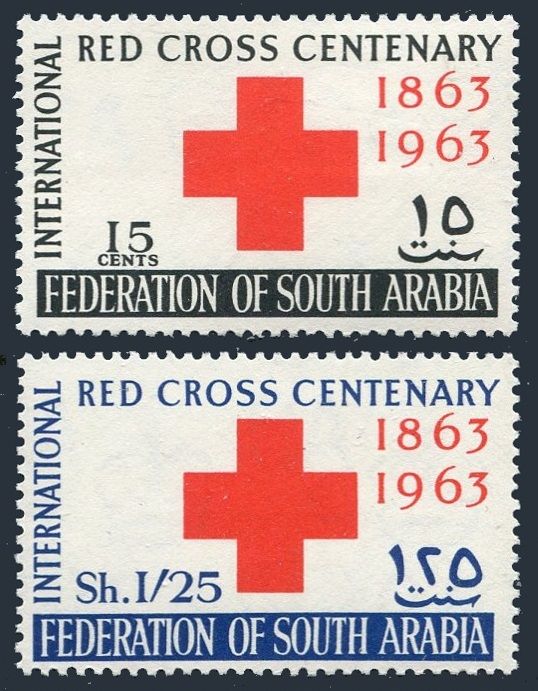 INTERNATIONAL
RED CROSS CENTENARY
1863
1963
15
CENTS
١٥
سنت
FEDERATION OF SOUTH ARABIA
INTERNATIONAL
RED CROSS CENTENARY
1863
1963
Sh.1/25
١٢٥
سنت
FEDERATION OF SOUTH ARABIA